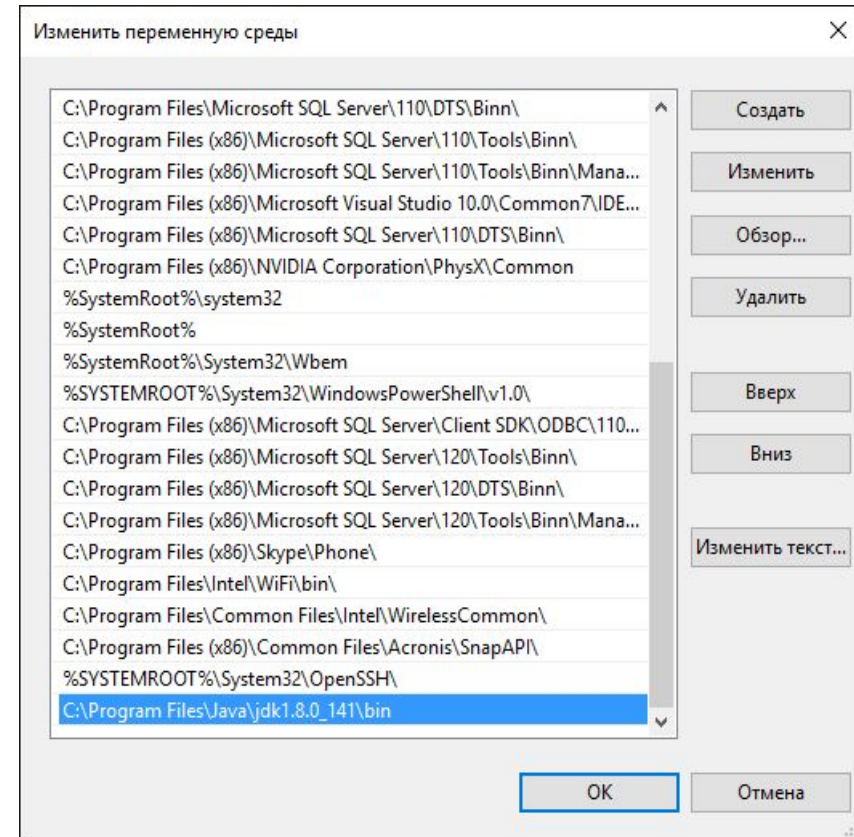 Изменить переменную среды
C:\Program Files\Microsoft SQL Server\110\DTS\Binn\
C:\Program Files (x86)\Microsoft SQL Server\110\Tools\Binn\
C:\Program Files (x86)\Microsoft SQL Server\110\Tools\Binn\Mana...
C:\Program Files (x86)\Microsoft Visual Studio 10.0\Common7\IDE...
C:\Program Files (x86)\Microsoft SQL Server\110\DTS\Binn\
C:\Program Files (x86)\NVIDIA Corporation\PhysX\Common
%SystemRoot%\system32
%SystemRoot%
%SystemRoot%\System32\Wbem
%SYSTEMROOT%\System32\WindowsPowerShell\v1.0\
C:\Program Files (x86)\Microsoft SQL Server\Client SDK\ODBC\110...
C:\Program Files (x86)\Microsoft SQL Server\120\Tools\Binn\
C:\Program Files (x86)\Microsoft SQL Server\120\DTS\Binn\
C:\Program Files (x86)\Microsoft SQL Server\120\Tools\Binn\Mana...
C:\Program Files (x86)\Skype\Phone\
C:\Program Files\Intel\WiFi\bin\
C:\Program Files\Common Files\Intel\WirelessCommon\
C:\Program Files (x86)\Common Files\Acronis\SnapAPI\
%SYSTEMROOT%\System32\OpenSSH\
C:\Program Files\Java\jdk1.8.0_141\bin
Создать
Изменить
Обзор...
Удалить
Вверх
Вниз
Изменить текст...
OK
Отмена